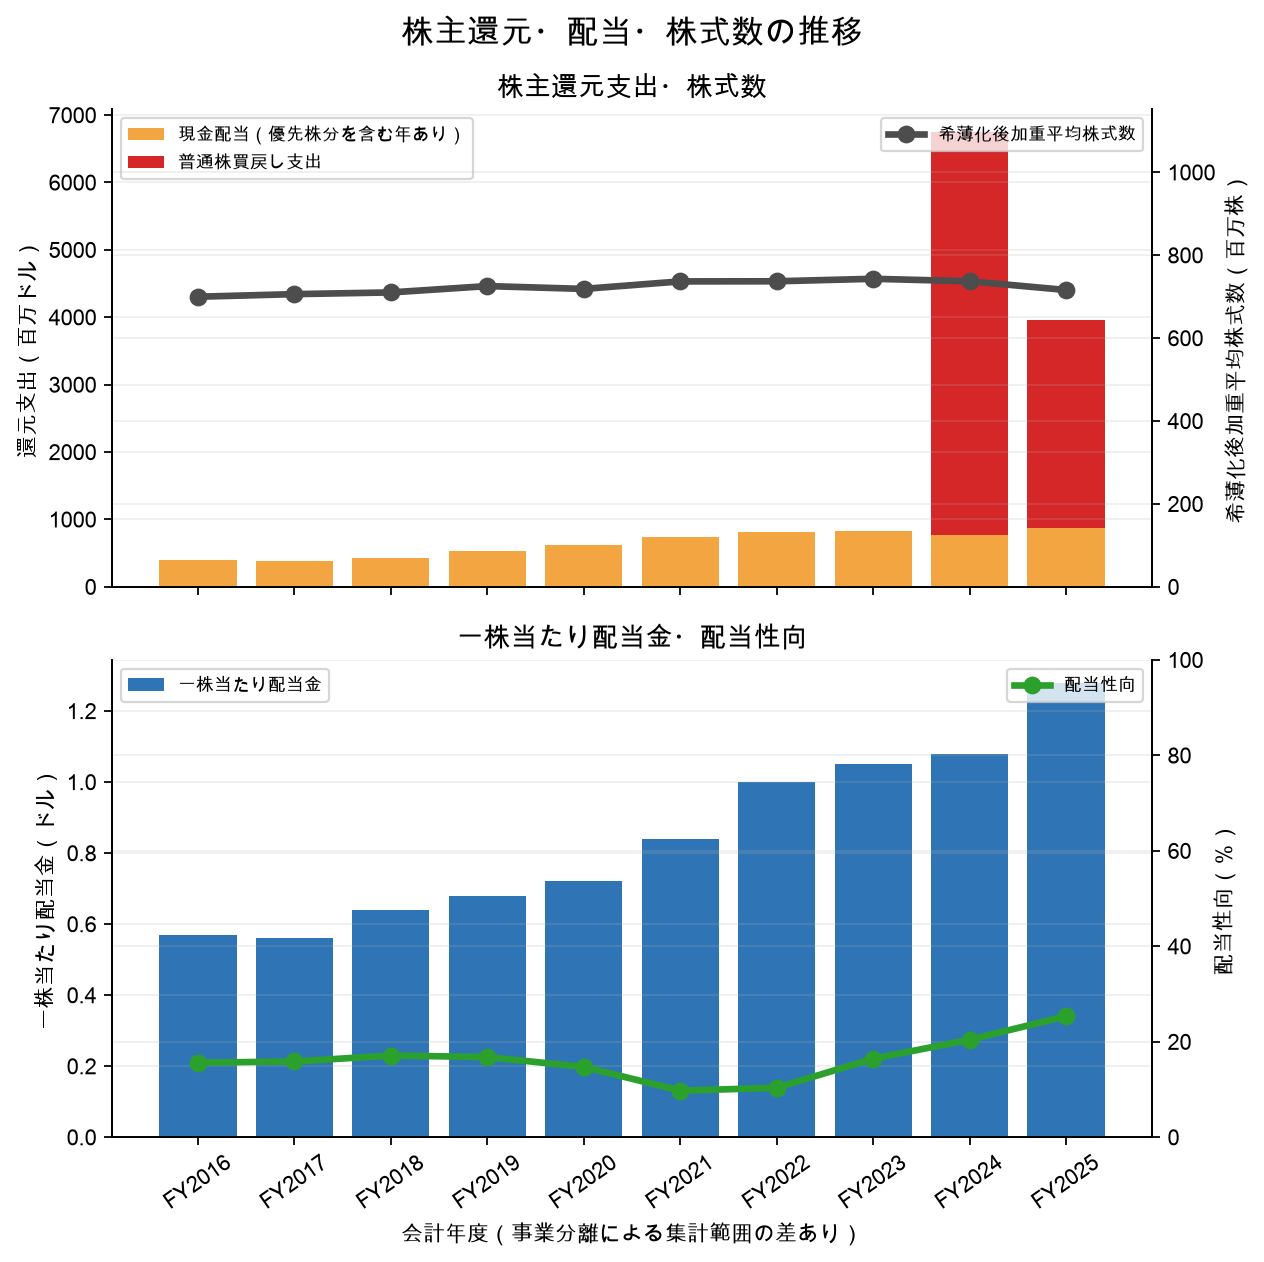 株主還元・配当・株式数の推移
株主還元支出・株式数
現金配当（優先株分を含む年あり）
普通株買戻し支出
希薄化後加重平均株式数
還元支出（百万ドル）
7000
6000
5000
4000
3000
2000
1000
0
1000
800
600
400
200
0
希薄化後加重平均株式数（百万株）
一株当たり配当金・配当性向
一株当たり配当金
配当性向
一株当たり配当金（ドル）
1.2
1.0
0.8
0.6
0.4
0.2
0.0
100
80
60
40
20
0
配当性向（%）
FY2016 FY2017 FY2018 FY2019 FY2020 FY2021 FY2022 FY2023 FY2024 FY2025
会計年度（事業分離による集計範囲の差あり）